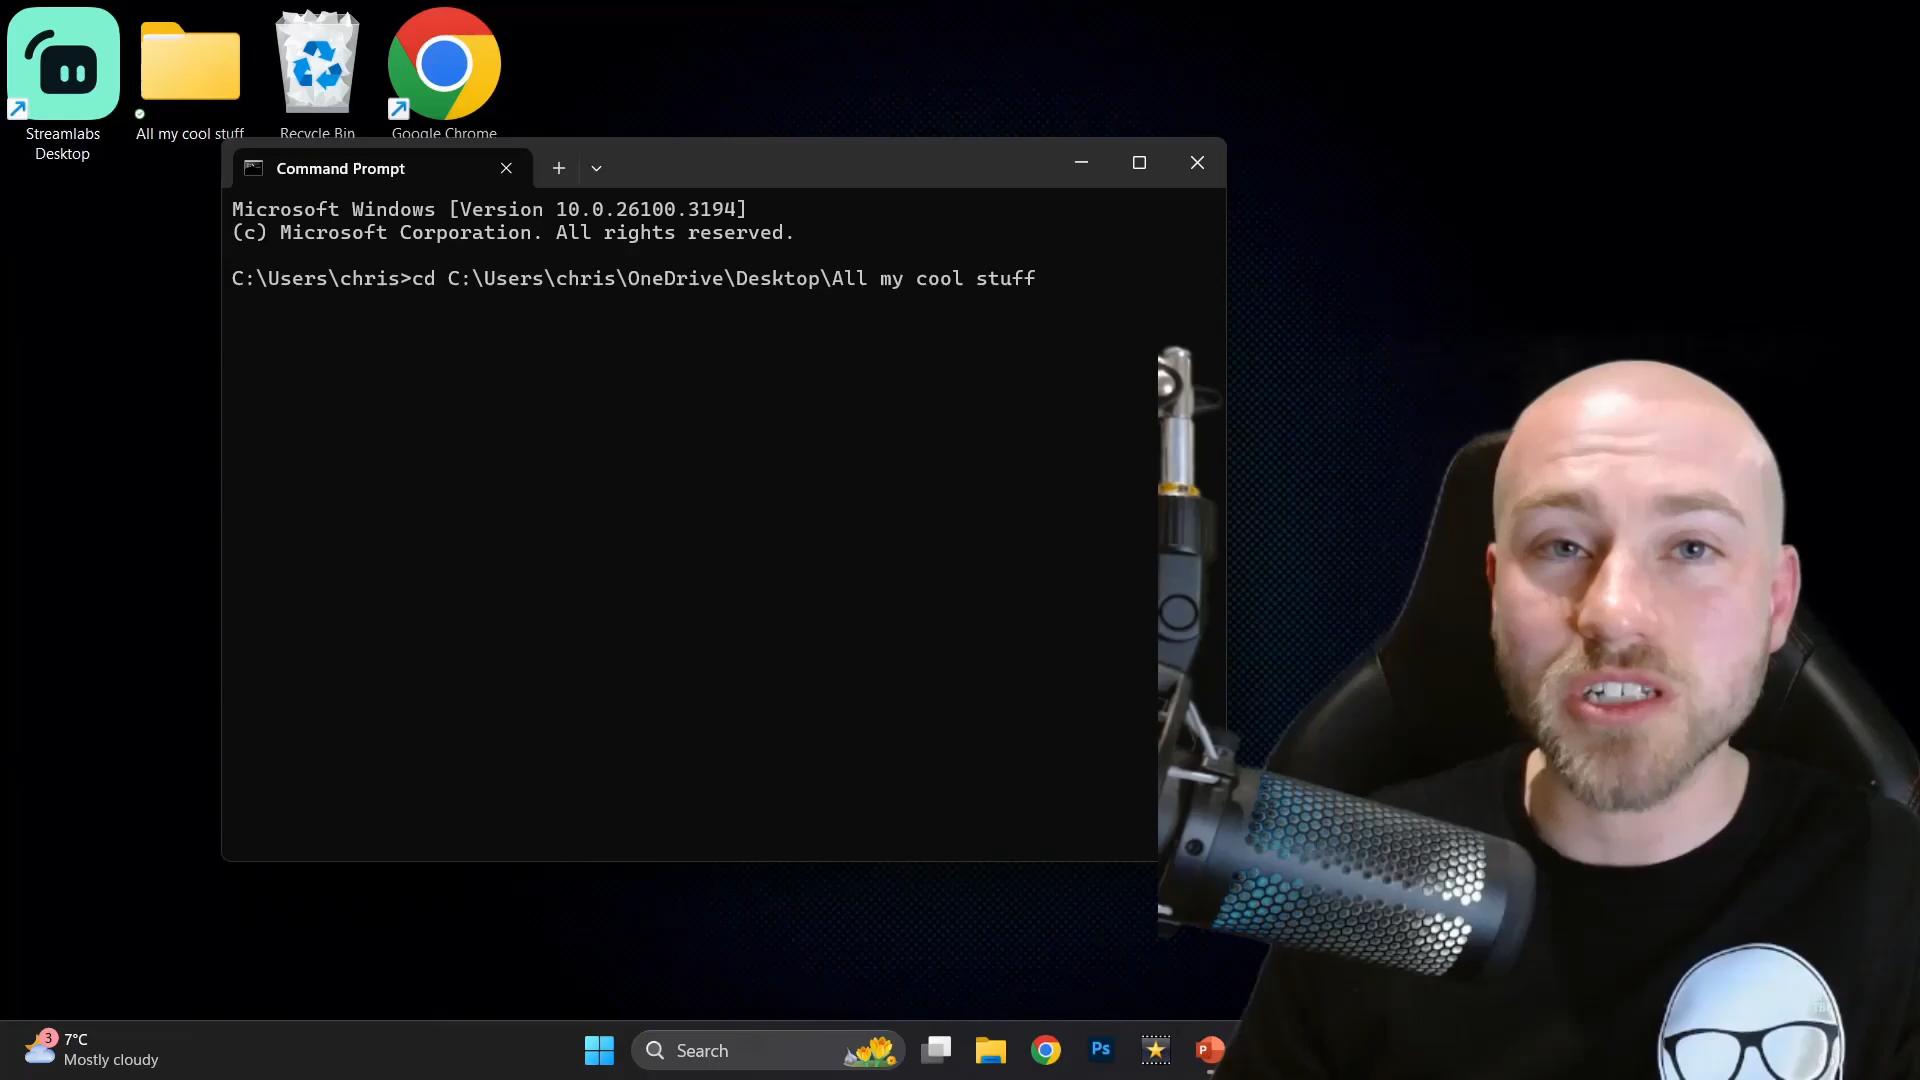 Streamlabs
Desktop
All my cool stuff
Recycle Bin
Google Chrome
Command Prompt
Microsoft Windows [Version 10.0.26100.3194]
(c) Microsoft Corporation. All rights reserved.
C:\Users\chris>cd C:\Users\chris\OneDrive\Desktop\All my cool stuff
3
7°C
Mostly cloudy
Search
Ps
P